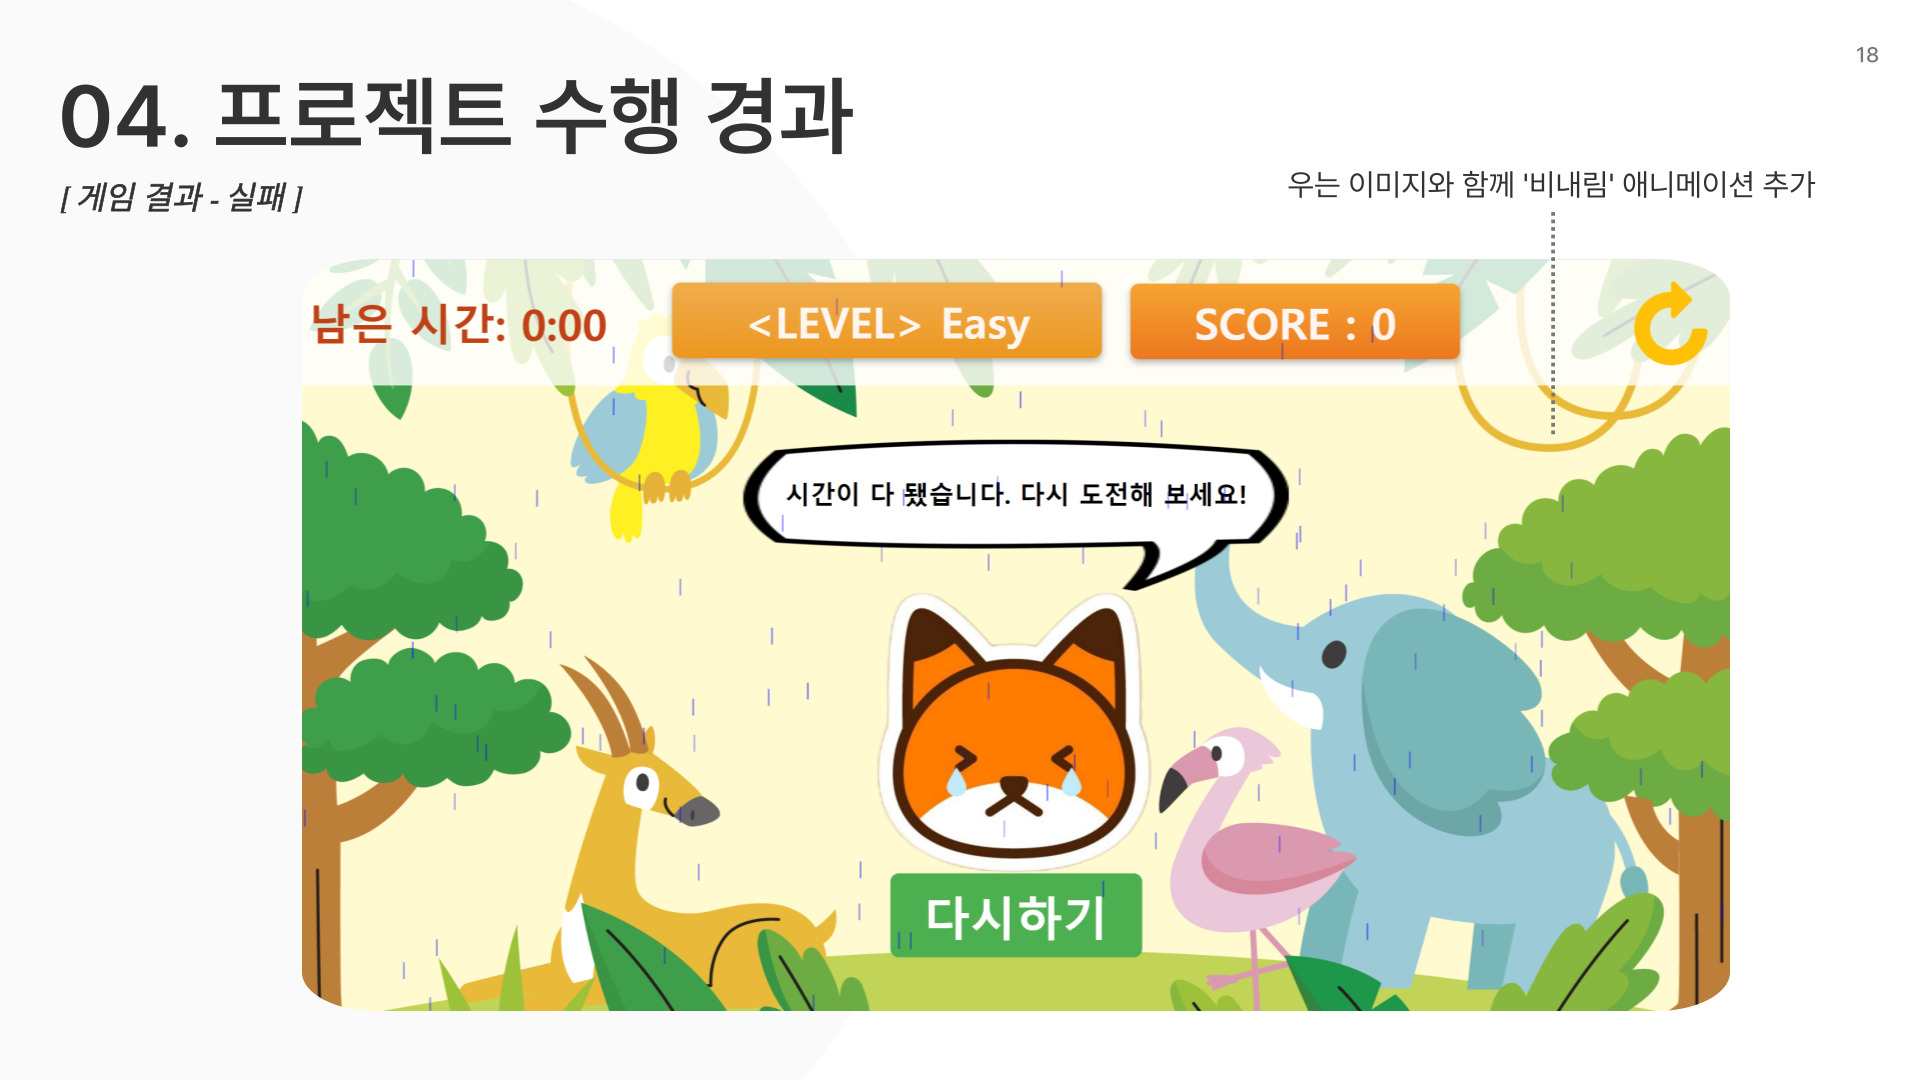 18
04. 프로젝트 수행 경과
[ 게임 결과 - 실패 ]
우는 이미지와 함께 '비내림' 애니메이션 추가
남은 시간: 0:00
<LEVEL> Easy
SCORE : 0
시간이 다 됐습니다. 다시 도전해 보세요!
다시하기